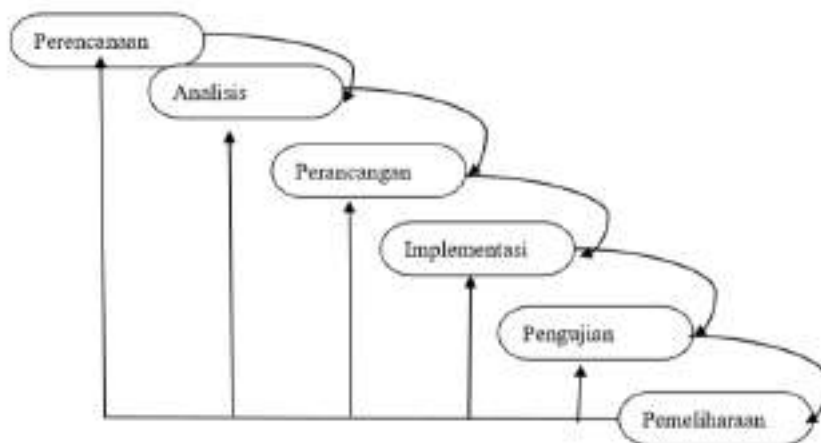 Perencanaan
Analisis
Perancangan
Implementasi
Pengujian
Pemeliharaan